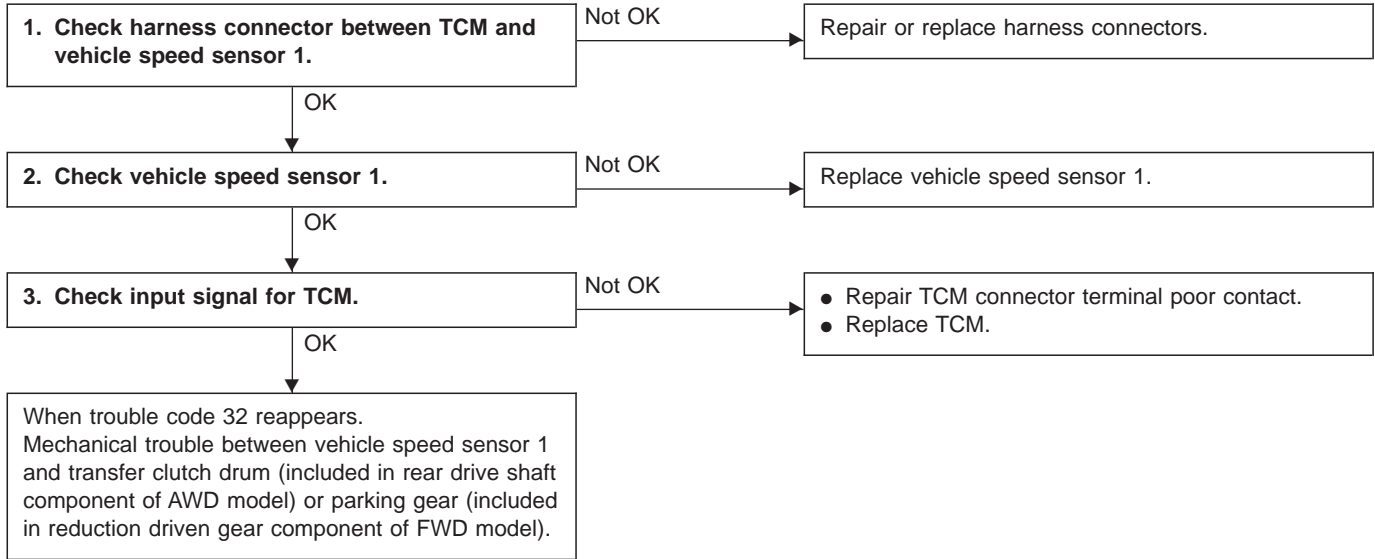 1. Check harness connector between TCM and
vehicle speed sensor 1.
Not OK
Repair or replace harness connectors.
OK
2. Check vehicle speed sensor 1.
Not OK
Replace vehicle speed sensor 1.
OK
3. Check input signal for TCM.
Not OK
● Repair TCM connector terminal poor contact.
● Replace TCM.
OK
When trouble code 32 reappears.
Mechanical trouble between vehicle speed sensor 1
and transfer clutch drum (included in rear drive shaft
component of AWD model) or parking gear (included
in reduction driven gear component of FWD model).